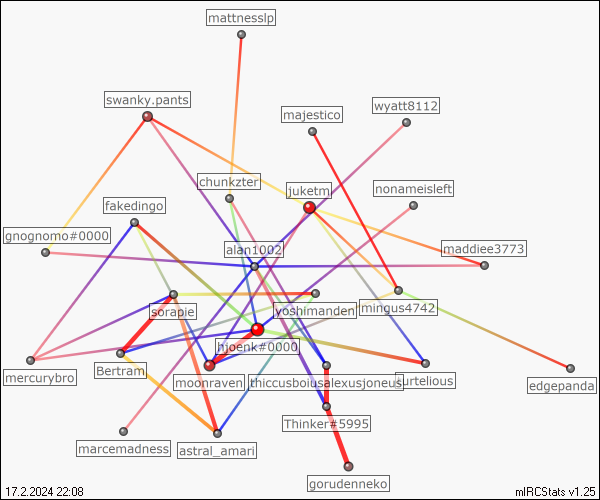 mattnesslp
swanky.pants
wyatt8112
majestico
chunkzter
juketm
nonameisleft
fakedingo
gnognomo#0000
alan1002
maddiee3773
sorapie
yoshimanden
mingus4742
hjoenk#0000
mercurybro
Bertram
moonraven
thiccusboiusalexusjoneus
urtelious
edgepanda
Thinker#5995
marcemadness
astral_amari
gorudenneko
17.2.2024 22:08
mIRCStats v1.25